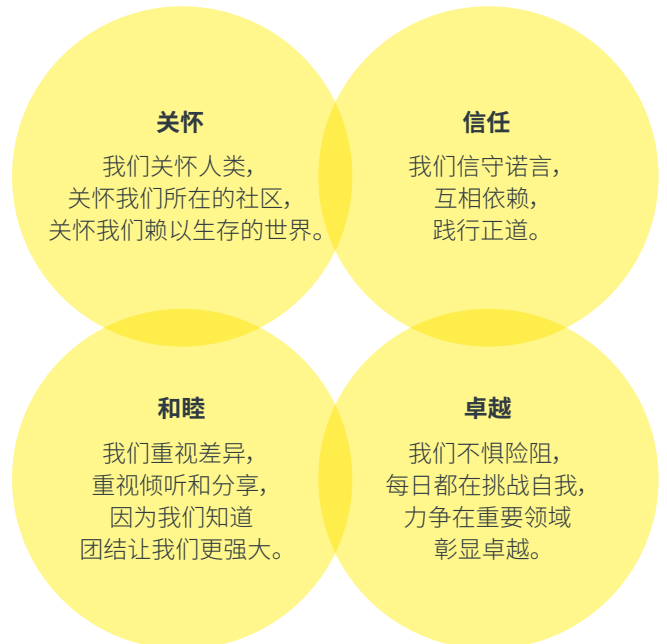 关怀
我们关怀人类，
关怀我们所在的社区，
关怀我们赖以生存的世界。
信任
我们信守诺言，
互相依赖，
践行正道。
和睦
我们重视差异，
重视倾听和分享，
因为我们知道
团结让我们更强大。
卓越
我们不惧险阻，
每日都在挑战自我，
力争在重要领域
彰显卓越。